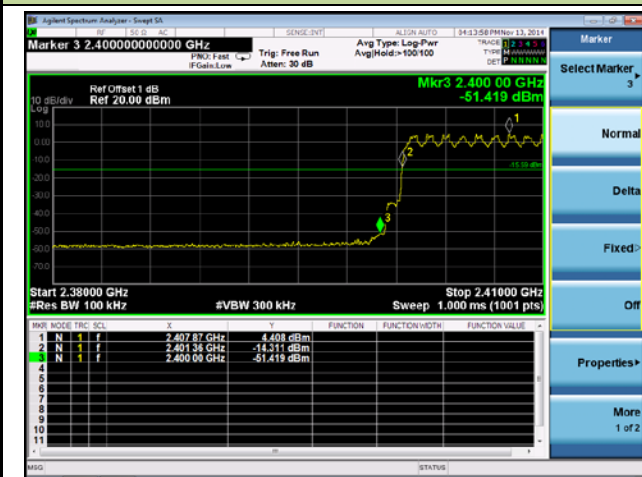 Agilent Spectrum Analyzer - Swept SA
RF 50 Ω AC SENSE:INT ALIGN AUTO 04:13:58 PM Nov 13, 2014
Marker 3 2.400000000000 GHz
PNO: Fast
IFGain:Low
Trig: Free Run
Atten: 30 dB
Avg Type: Log-Pwr
Avg|Hold:>100/100
TRACE 1 2 3 4 5 6
TYPE M
DET P N N N N N
Ref Offset 1 dB
Ref 20.00 dBm
10 dB/div
Log
Mkr3 2.400 00 GHz
-51.419 dBm
10.0
0.00
-10.0
-20.0
-30.0
-40.0
-50.0
-60.0
-70.0
1
2
3
-15.59 dBm
Start 2.38000 GHz
Stop 2.41000 GHz
#Res BW 100 kHz
#VBW 300 kHz
Sweep 1.000 ms (1001 pts)
MKR MODE TRC SCL X Y FUNCTION FUNCTION WIDTH FUNCTION VALUE
1 N 1 f 2.407 87 GHz 4.408 dBm
2 N 1 f 2.401 36 GHz -14.311 dBm
3 N 1 f 2.400 00 GHz -51.419 dBm
4
5
6
7
8
9
10
11
MSG
STATUS
Marker
Select Marker
3
Normal
Delta
Fixed
Off
Properties
More
1 of 2